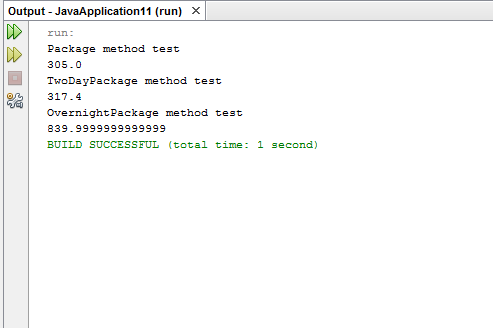 Output - JavaApplication11 (run)
run:
Package method test
305.0
TwoDayPackage method test
317.4
OvernightPackage method test
839.9999999999999
BUILD SUCCESSFUL (total time: 1 second)